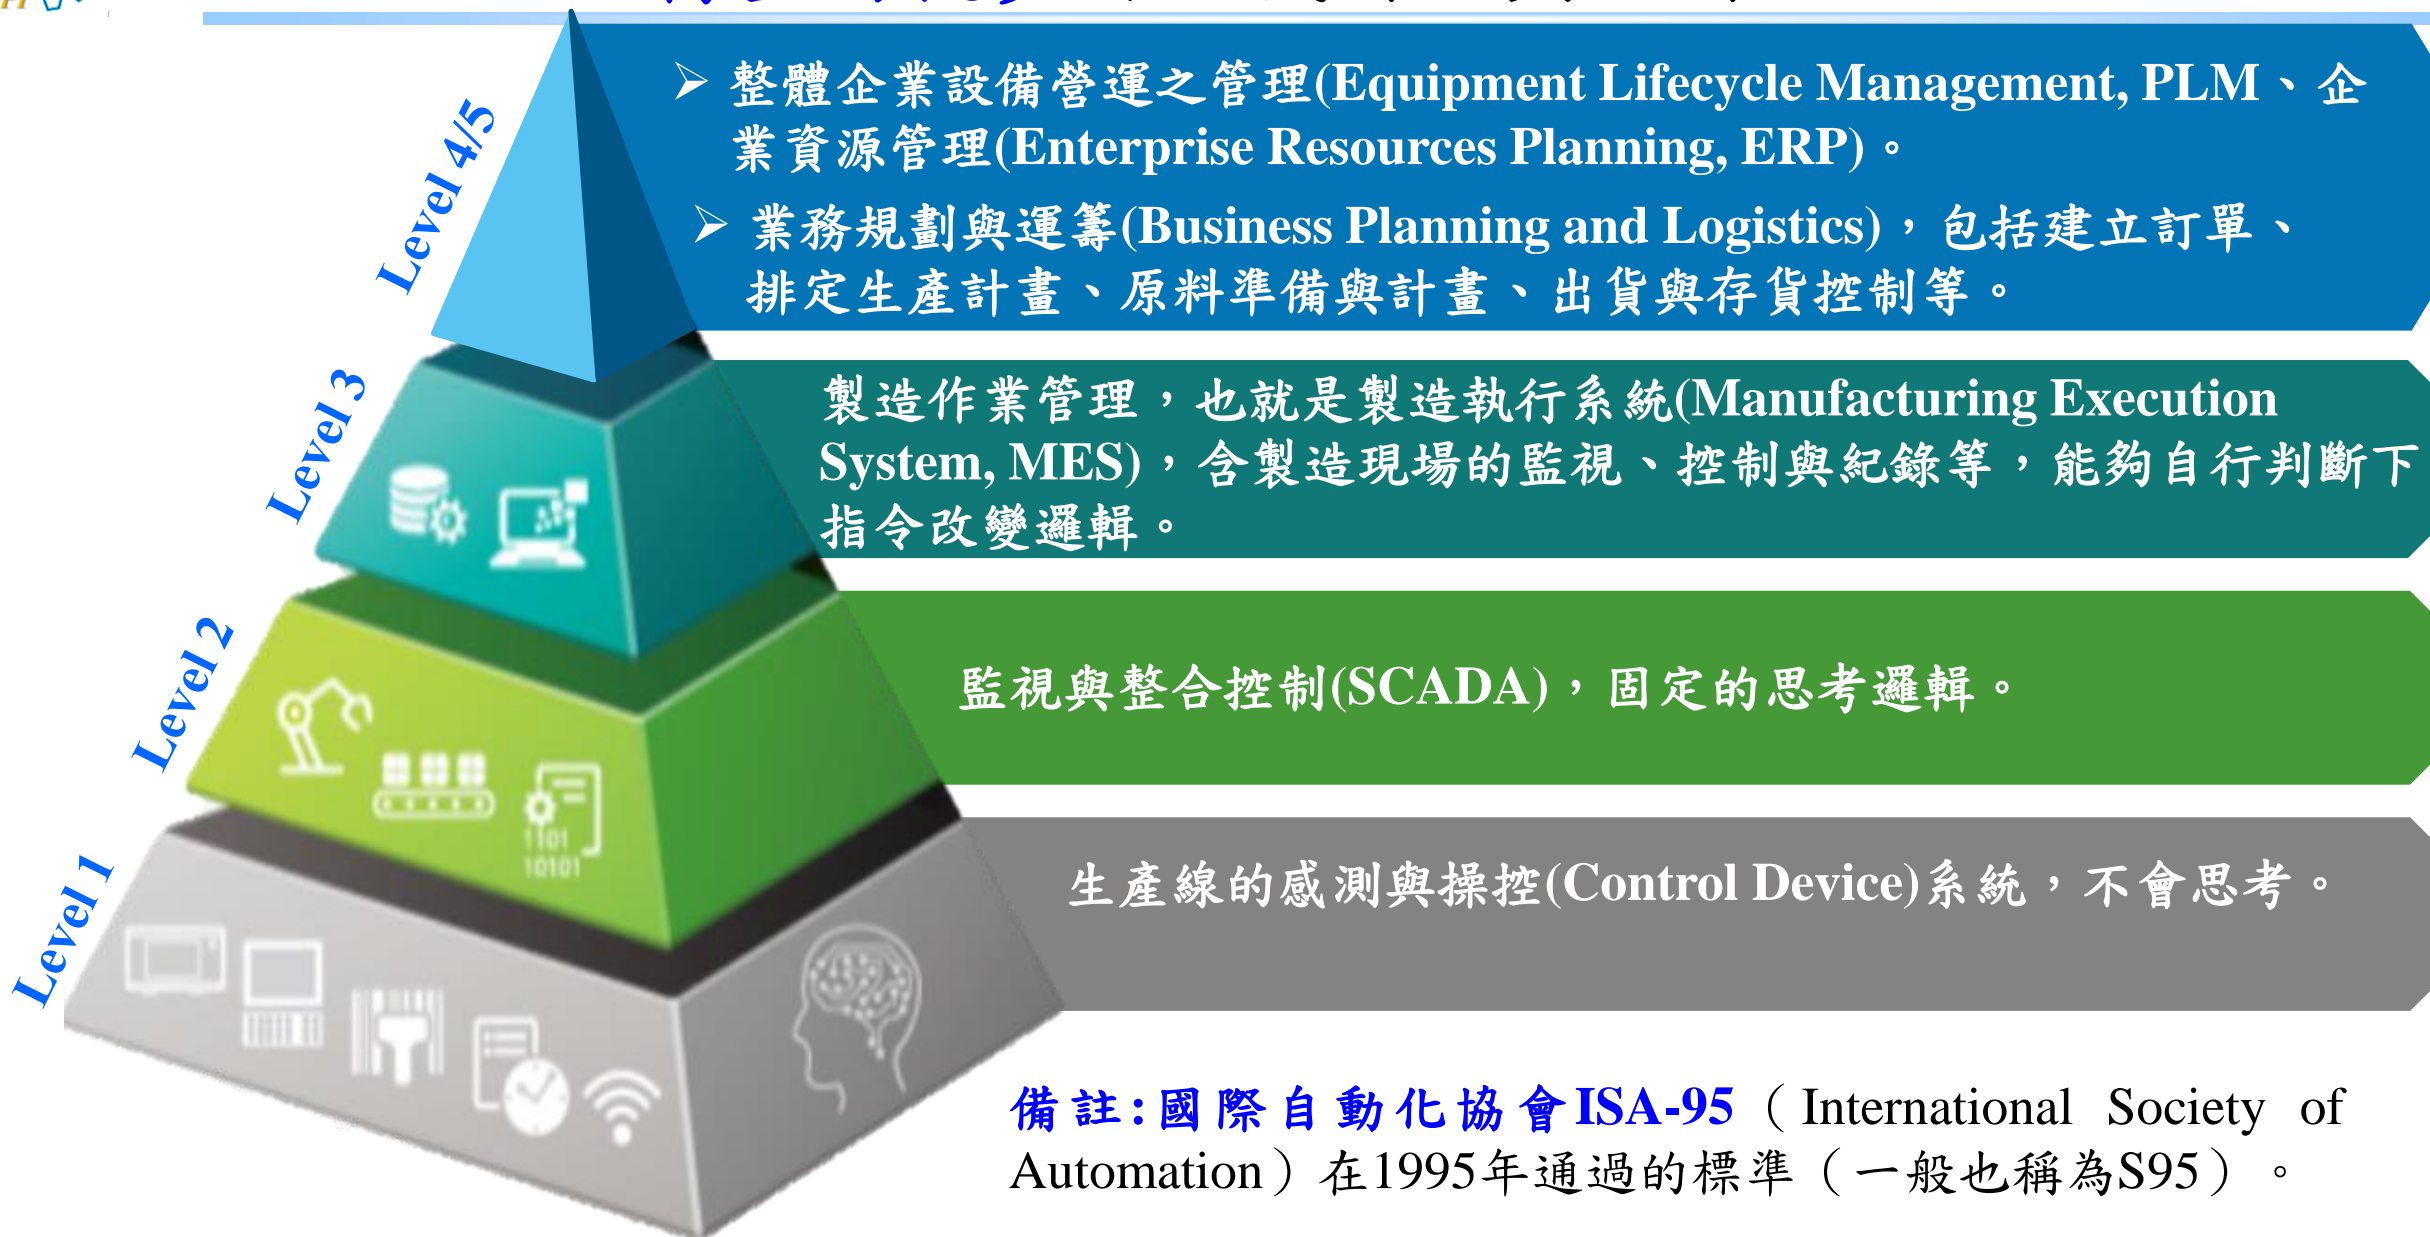 ➢ 整體企業設備營運之管理(Equipment Lifecycle Management, PLM、企
業資源管理(Enterprise Resources Planning, ERP)。
➢ 業務規劃與運籌(Business Planning and Logistics)，包括建立訂單、
排定生產計畫、原料準備與計畫、出貨與存貨控制等。
Level 4/5
製造作業管理，也就是製造執行系統(Manufacturing Execution
System, MES)，含製造現場的監視、控制與紀錄等，能夠自行判斷下
指令改變邏輯。
Level 3
監視與整合控制(SCADA)，固定的思考邏輯。
Level 2
1101
10101
生產線的感測與操控(Control Device)系統，不會思考。
Level 1
備註:國際自動化協會ISA-95（International Society of
Automation）在1995年通過的標準（一般也稱為S95）。